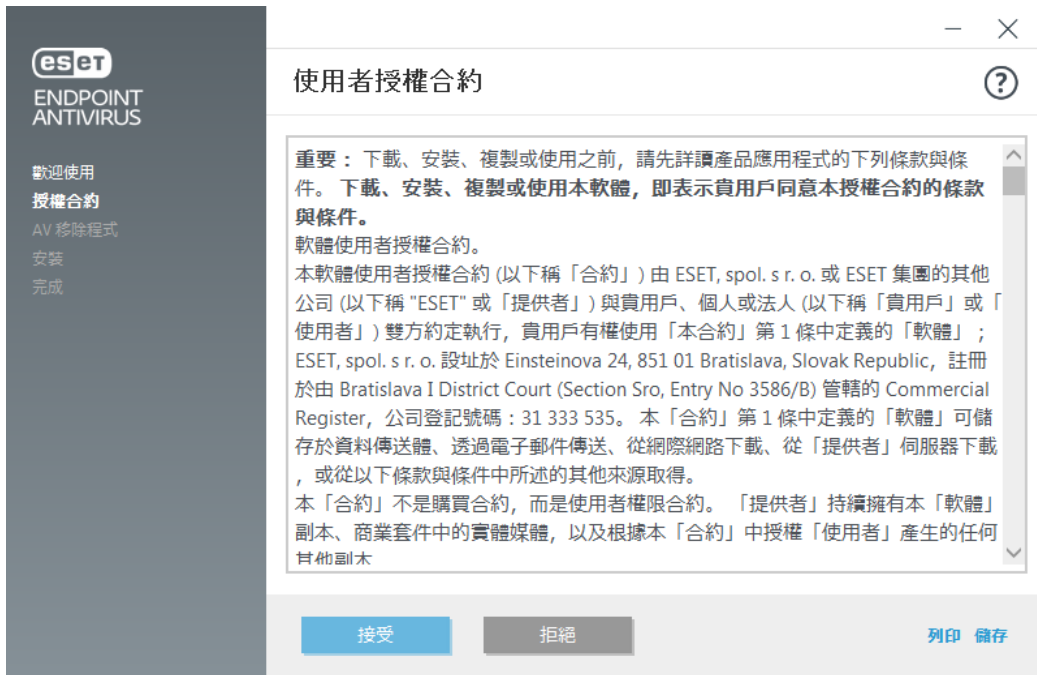 eseT
ENDPOINT
ANTIVIRUS
歡迎使用
授權合約
AV 移除程式
安裝
完成
使用者授權合約
?
重要： 下載、安裝、複製或使用之前，請先詳讀產品應用程式的下列條款與條
件。 下載、安裝、複製或使用本軟體，即表示貴用戶同意本授權合約的條款
與條件。
軟體使用者授權合約。
本軟體使用者授權合約 (以下稱「合約」) 由 ESET, spol. s r. o. 或 ESET 集團的其他
公司 (以下稱 "ESET" 或「提供者」) 與貴用戶、個人或法人 (以下稱「貴用戶」或「
使用者」) 雙方約定執行，貴用戶有權使用「本合約」第 1 條中定義的「軟體」；
ESET, spol. s r. o. 設址於 Einsteinova 24, 851 01 Bratislava, Slovak Republic，註冊
於由 Bratislava I District Court (Section Sro, Entry No 3586/B) 管轄的 Commercial
Register，公司登記號碼：31 333 535。 本「合約」第 1 條中定義的「軟體」可儲
存於資料傳送體、透過電子郵件傳送、從網際網路下載、從「提供者」伺服器下載
，或從以下條款與條件中所述的其他來源取得。
本「合約」不是購買合約，而是使用者權限合約。 「提供者」持續擁有本「軟體」
副本、商業套件中的實體媒體，以及根據本「合約」中授權「使用者」產生的任何
其他副本
接受
拒絕
列印 儲存